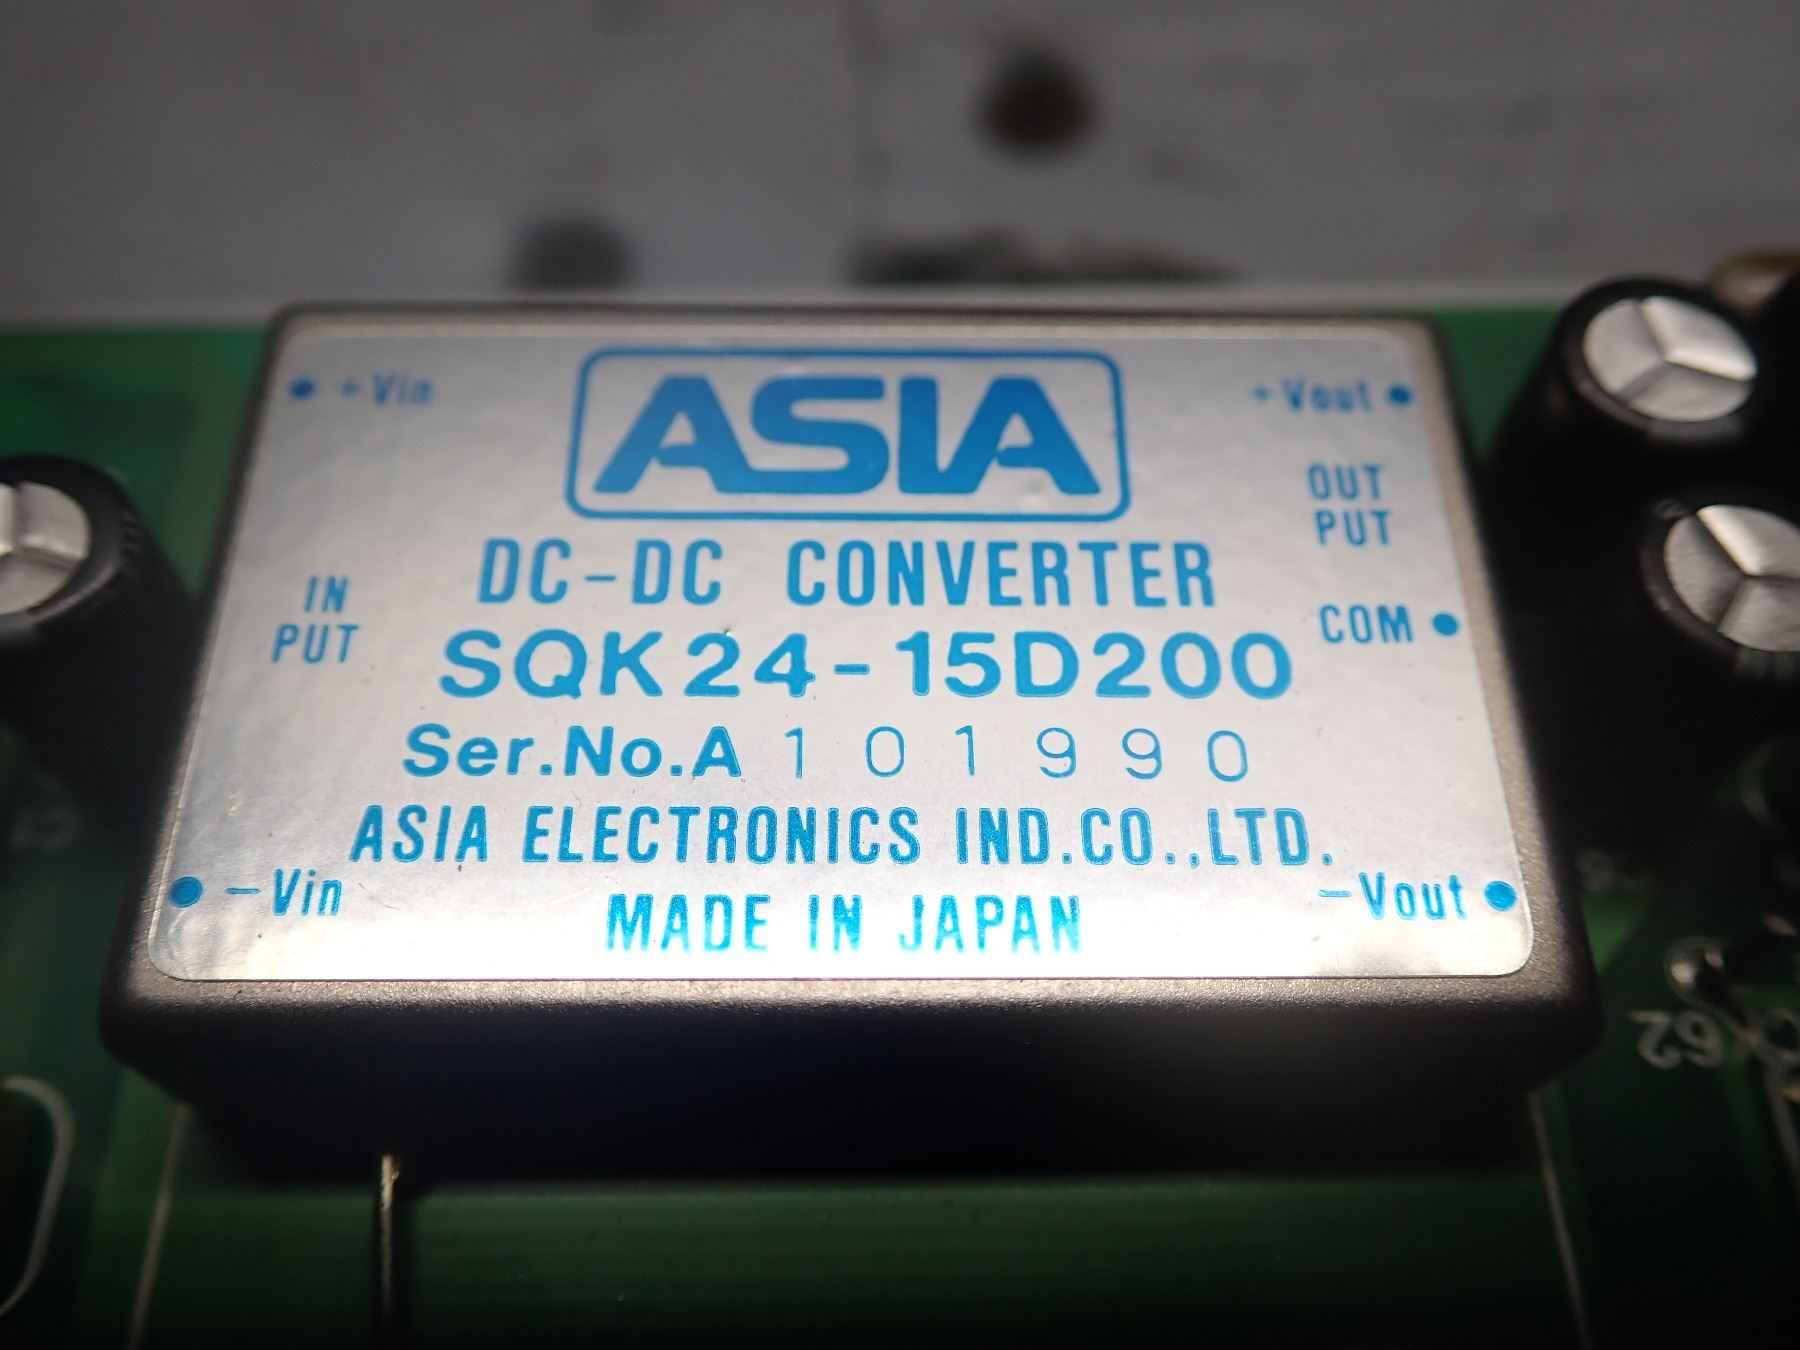 +Vin
ASIA
+Vout
OUT
PUT
DC-DC CONVERTER
IN
PUT
COM
SQK24-15D200
Ser.No.A 101990
ASIA ELECTRONICS IND.CO.,LTD.
-Vin
-Vout
MADE IN JAPAN